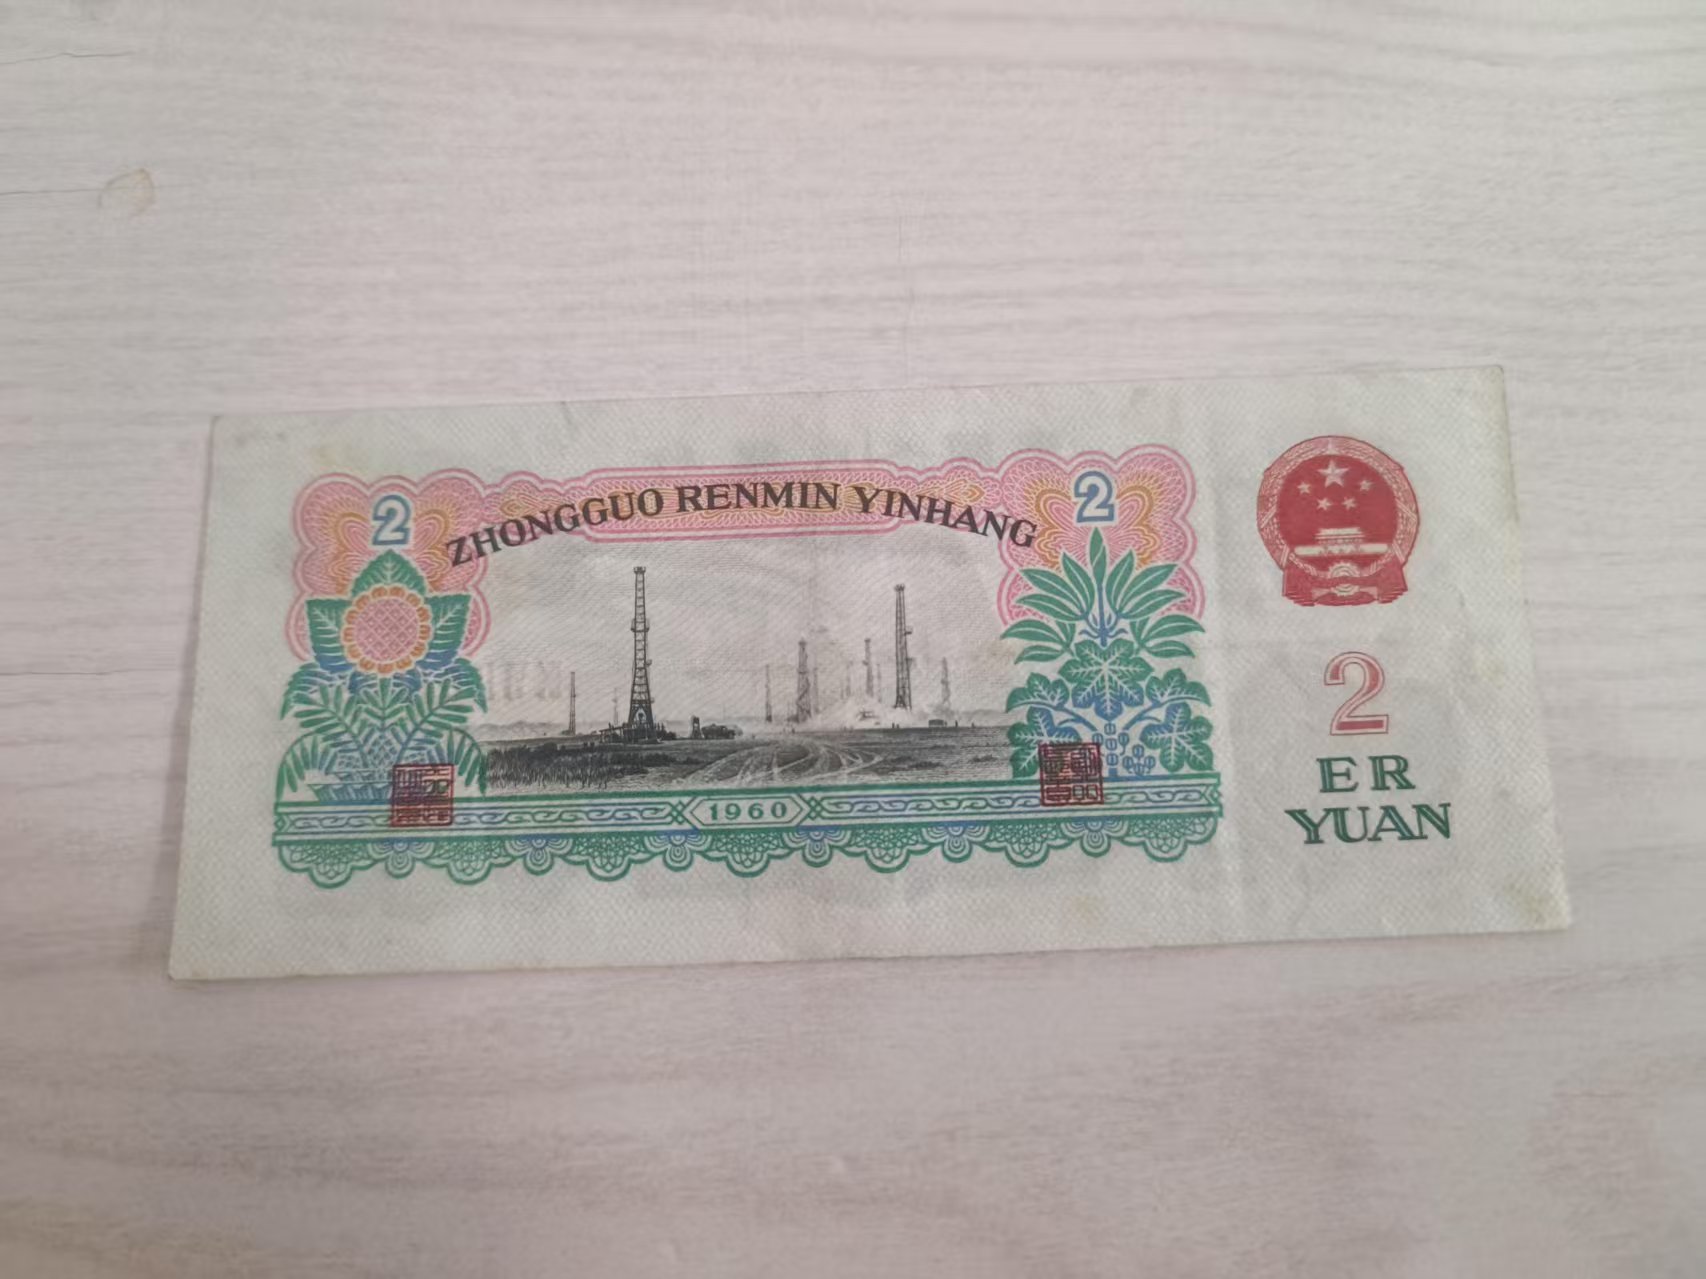 2
2
ZHONGGUO RENMIN YINHANG
1960
2
ER
YUAN